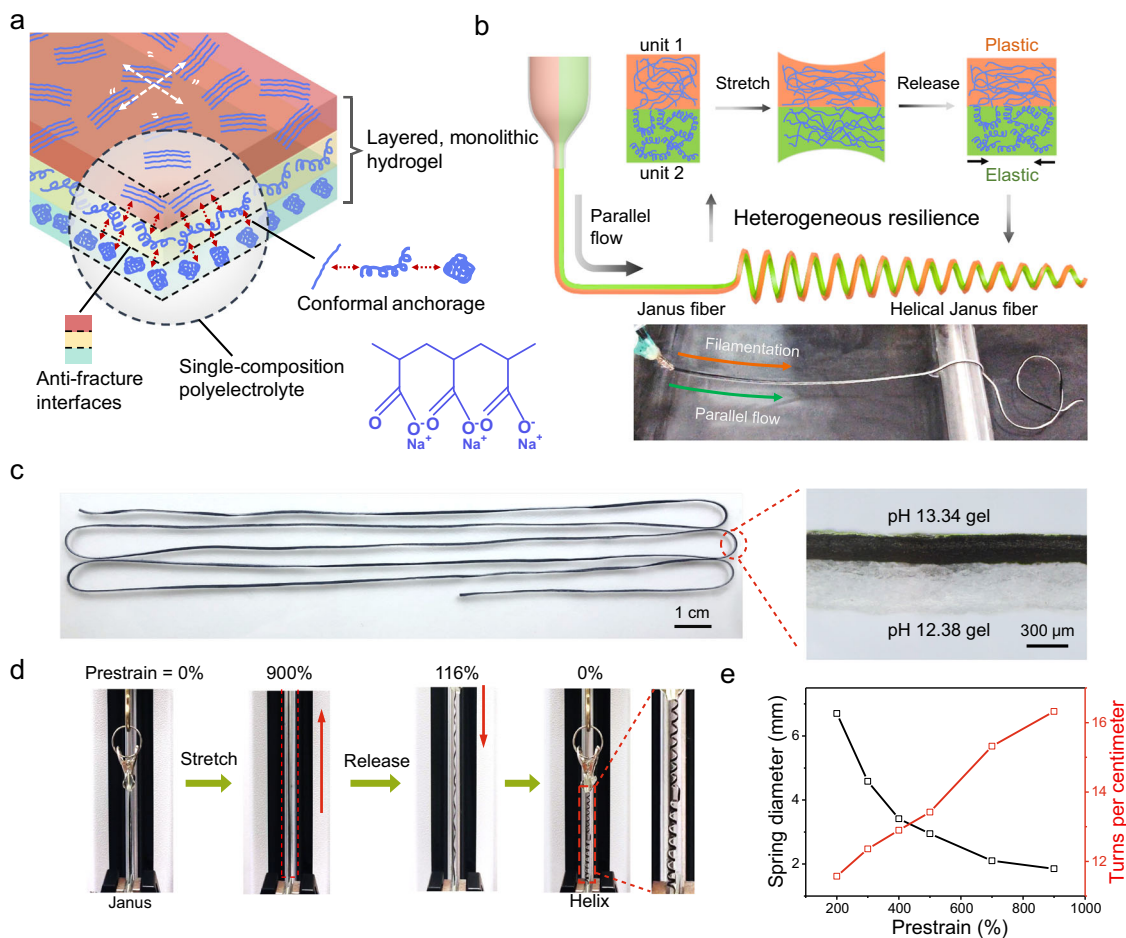 a
Layered, monolithic
hydrogel
Conformal anchorage
Anti-fracture
interfaces
Single-composition
polyelectrolyte
O O O
O⁻ O⁻ O⁻
Na⁺ Na⁺ Na⁺
b
unit 1
unit 2
Stretch
Release
Plastic
Elastic
Parallel
flow
Heterogeneous resilience
Janus fiber
Helical Janus fiber
Filamentation
Parallel flow
c
1 cm
pH 13.34 gel
pH 12.38 gel
300 μm
d
Prestrain = 0%
900%
116%
0%
Stretch
Release
Janus
Helix
e
Spring diameter (mm)
6
4
2
Turns per centimeter
16
14
12
200 400 600 800 1000
Prestrain (%)